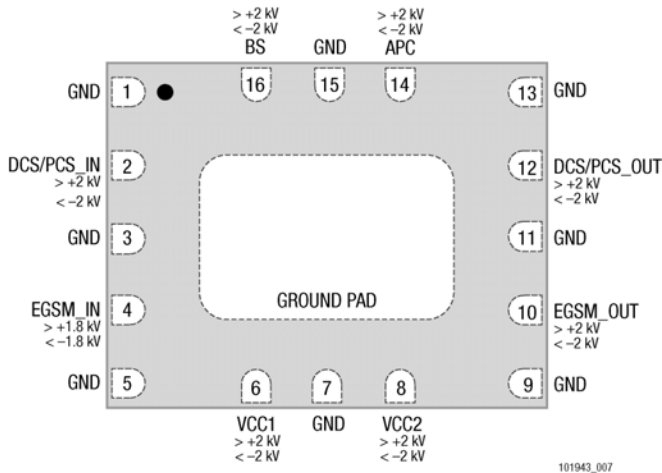 > +2 kV
< –2 kV
BS
GND
> +2 kV
< –2 kV
APC
16
15
14
GND
1
13
GND
DCS/PCS_IN
> +2 kV
< –2 kV
2
12
DCS/PCS_OUT
> +2 kV
< –2 kV
GND
3
11
GND
EGSM_IN
> +1.8 kV
< –1.8 kV
4
GROUND PAD
10
EGSM_OUT
> +2 kV
< –2 kV
GND
5
9
GND
6
7
8
VCC1
> +2 kV
< –2 kV
GND
VCC2
> +2 kV
< –2 kV
101943_007